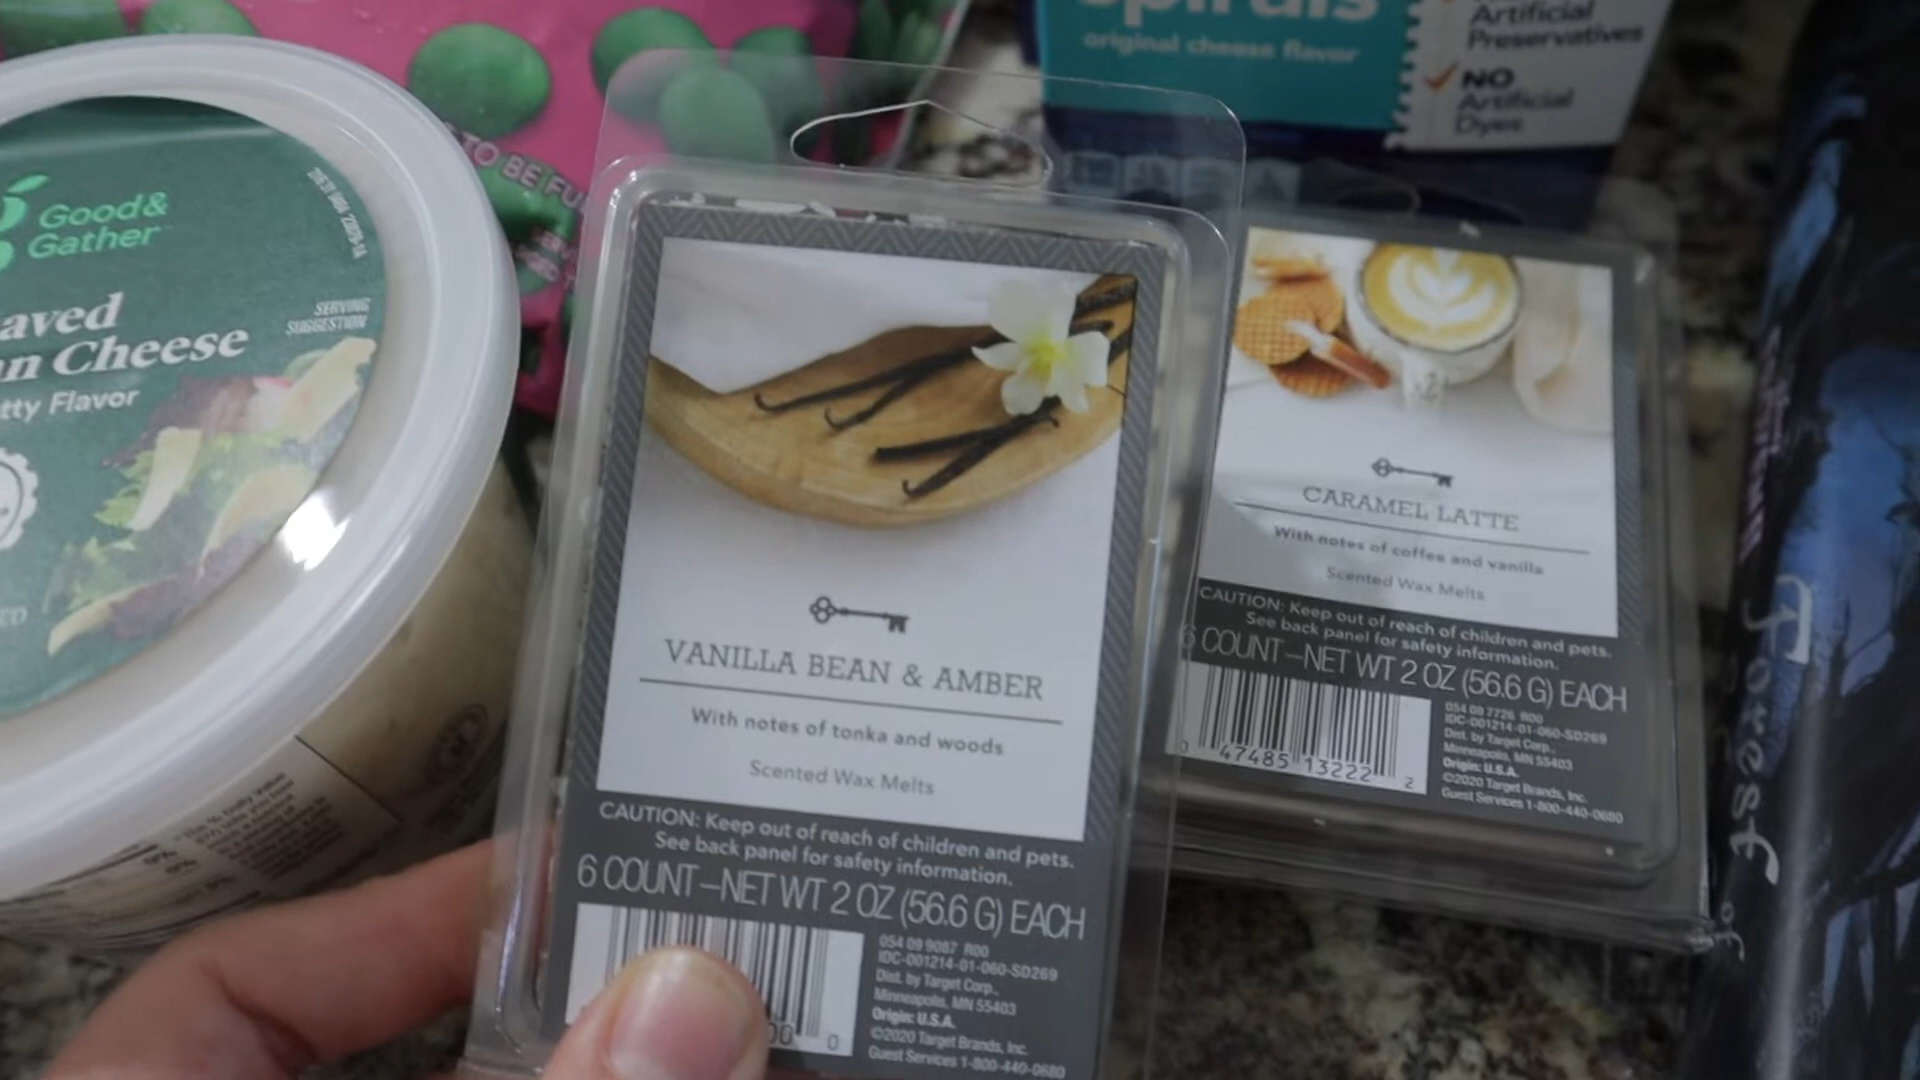 spirals
original cheese flavor
Artificial
Preservatives
NO
Artificial
Dyes
TO BE FU
Good&
Gather
SERVING
SUGGESTION
aved
an Cheese
tty Flavor
VANILLA BEAN & AMBER
With notes of tonka and woods
Scented Wax Melts
CAUTION: Keep out of reach of children and pets.
See back panel for safety information.
6 COUNT–NET WT 2 OZ (56.6 G) EACH
054 09 9087 R00
IDC-001214-01-060-SD269
Dist. by Target Corp.,
Minneapolis, MN 55403
Origin: U.S.A.
©2020 Target Brands, Inc.
Guest Services 1-800-440-0680
00 0
CARAMEL LATTE
With notes of coffee and vanilla
Scented Wax Melts
CAUTION: Keep out of reach of children and pets.
See back panel for safety information.
6 COUNT–NET WT 2 OZ (56.6 G) EACH
054 09 7726 R00
IDC-001214-01-060-SD269
Dist. by Target Corp.,
Minneapolis, MN 55403
Origin: U.S.A.
©2020 Target Brands, Inc.
Guest Services 1-800-440-0680
0 47485 13222 2
Forest